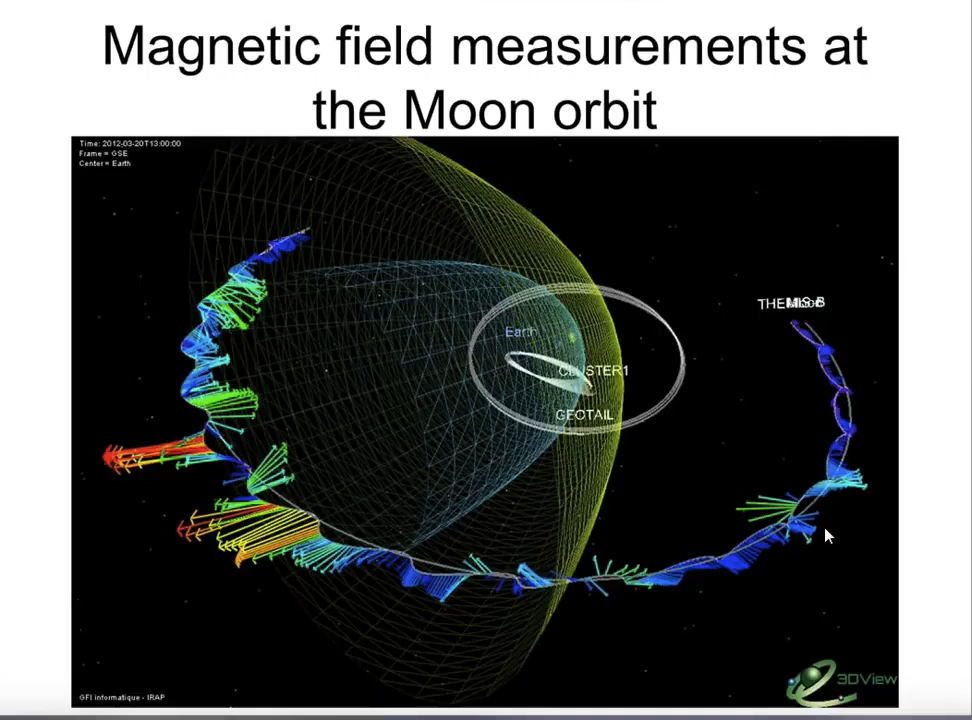 Magnetic field measurements at
the Moon orbit
Time: 2012-03-20T13:00:00
Frame = GSE
Center = Earth
THEMIS-B
Earth
CLUSTER1
GEOTAIL
GFI informatique - IRAP
3DView